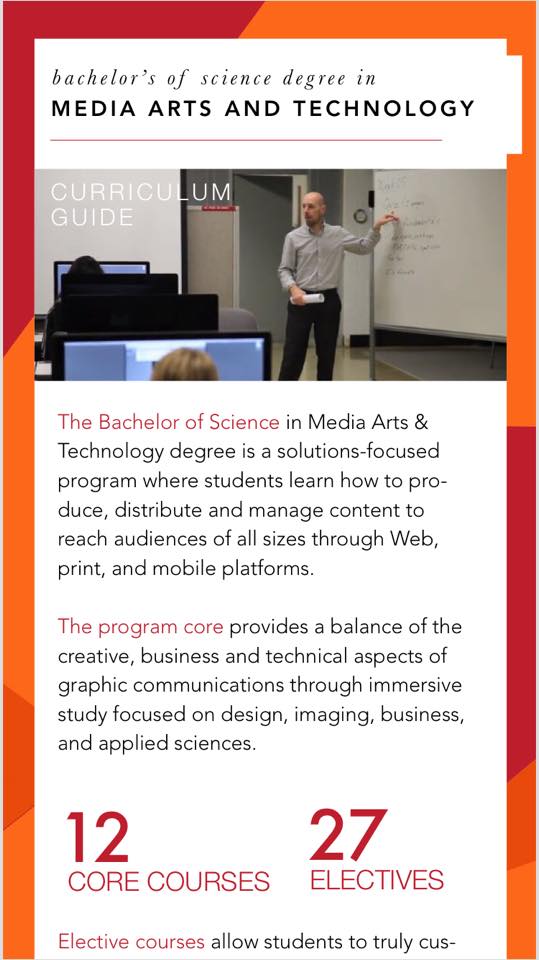 bachelor's of science degree in
MEDIA ARTS AND TECHNOLOGY
CURRICULUM
GUIDE
The Bachelor of Science in Media Arts &
Technology degree is a solutions-focused
program where students learn how to pro-
duce, distribute and manage content to
reach audiences of all sizes through Web,
print, and mobile platforms.
The program core provides a balance of the
creative, business and technical aspects of
graphic communications through immersive
study focused on design, imaging, business,
and applied sciences.
12
CORE COURSES
27
ELECTIVES
Elective courses allow students to truly cus-